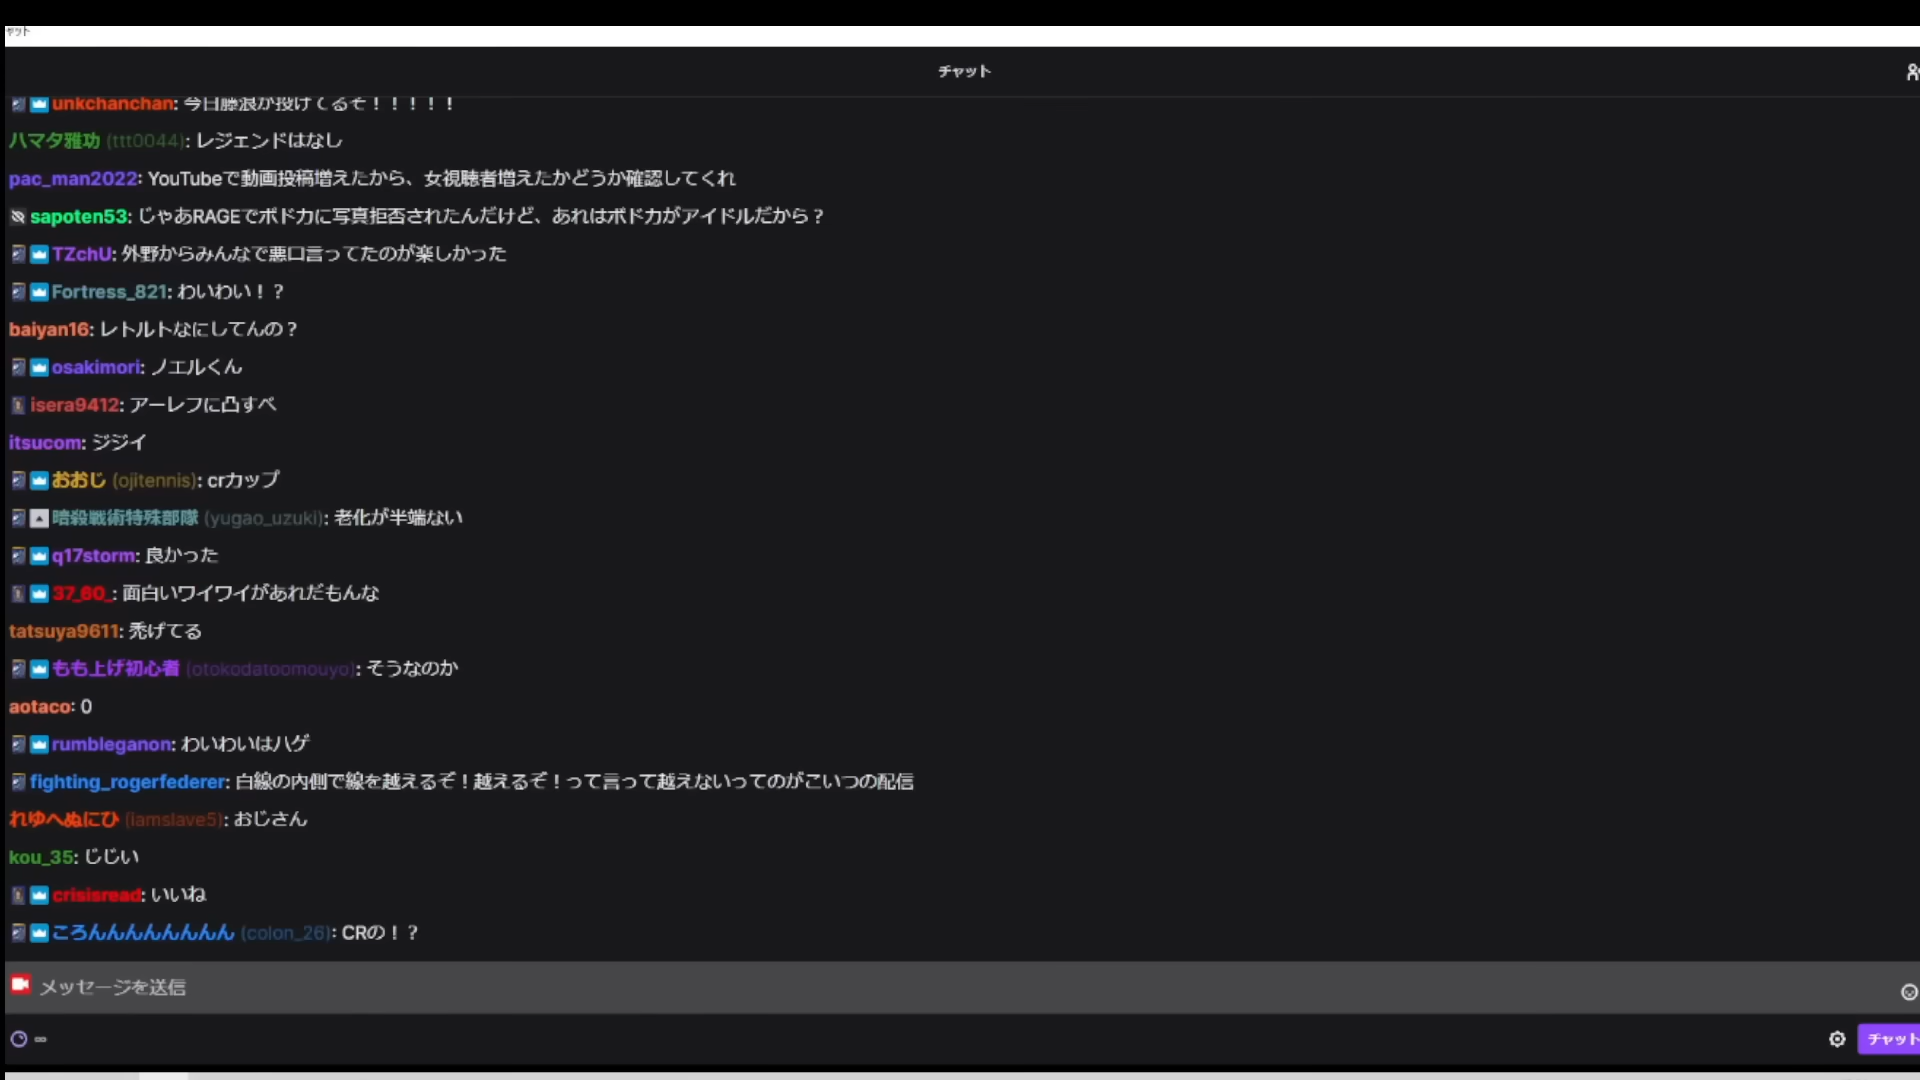 ャット
チャット
unkchanchan: 今日藤浪が投げてるぞ！！！！！
ハマタ雅功 (ttt0044): レジェンドはなし
pac_man2022: YouTubeで動画投稿増えたから、女視聴者増えたかどうか確認してくれ
sapoten53: じゃあRAGEでボドカに写真拒否されたんだけど、あれはボドカがアイドルだから？
TZchU: 外野からみんなで悪口言ってたのが楽しかった
Fortress_821: わいわい！？
baiyan16: レトルトなにしてんの？
osakimori: ノエルくん
isera9412: アーレフに凸すべ
itsucom: ジジイ
おおじ (ojitennis): crカップ
暗殺戦術特殊部隊 (yugao_uzuki): 老化が半端ない
q17storm: 良かった
37_60_: 面白いワイワイがあれだもんな
tatsuya9611: 禿げてる
もも上げ初心者 (otokodatoomouyo): そうなのか
aotaco: 0
rumbleganon: わいわいはハゲ
fighting_rogerfederer: 白線の内側で線を越えるぞ！越えるぞ！って言って越えないってのがこいつの配信
れゆへぬにひ (iamslave5): おじさん
kou_35: じじい
crisisread: いいね
ころんんんんんんんん (colon_26): CRの！？
メッセージを送信
∞
チャット